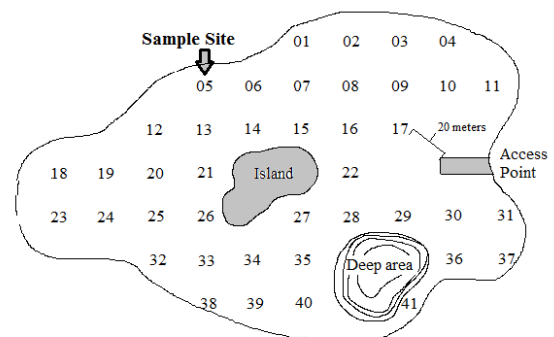 Sample Site
01 02 03 04
05 06 07 08 09 10 11
12 13 14 15 16 17
20 meters
Access
Point
18 19 20 21 Island 22
23 24 25 26 27 28 29 30 31
32 33 34 35 Deep area 36 37
38 39 40 41